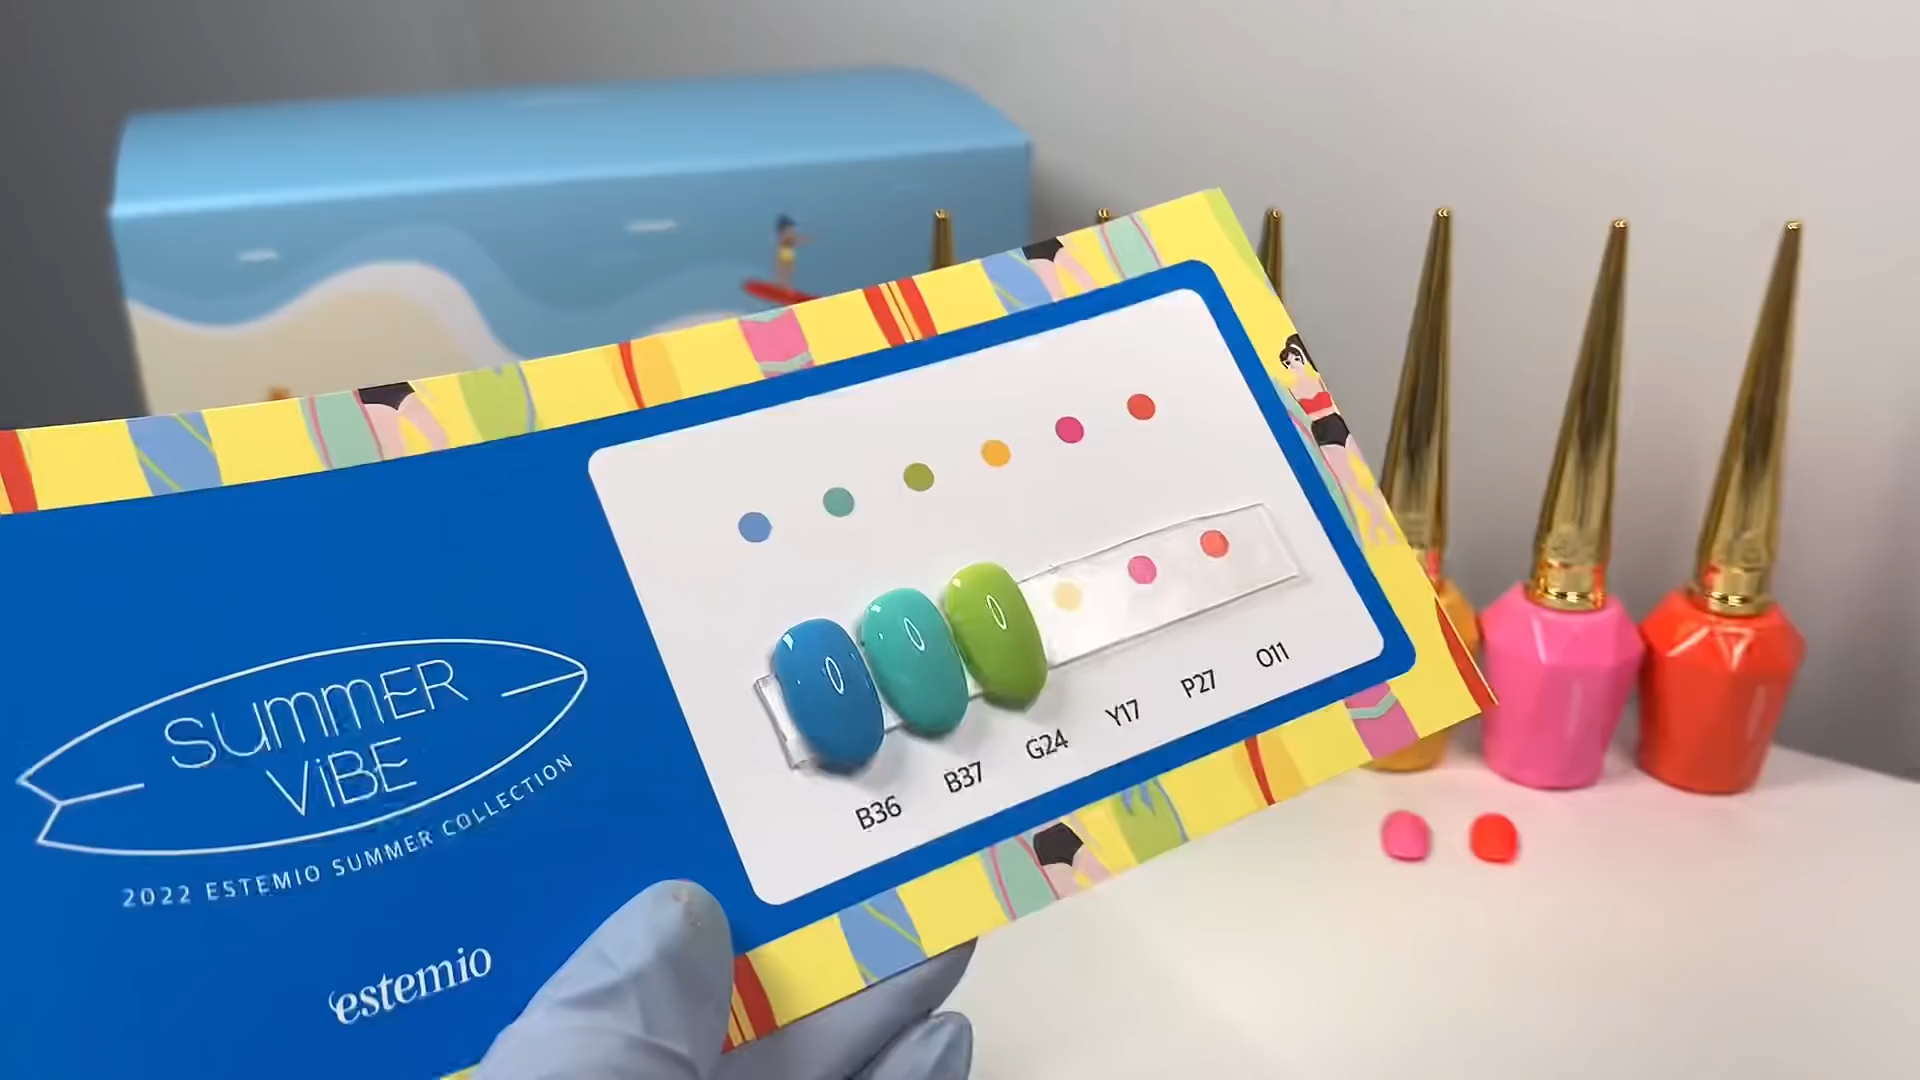 SUMMER
ViBE
2022 ESTEMIO SUMMER COLLECTION
estemio
B36
B37
G24
Y17
P27
O11